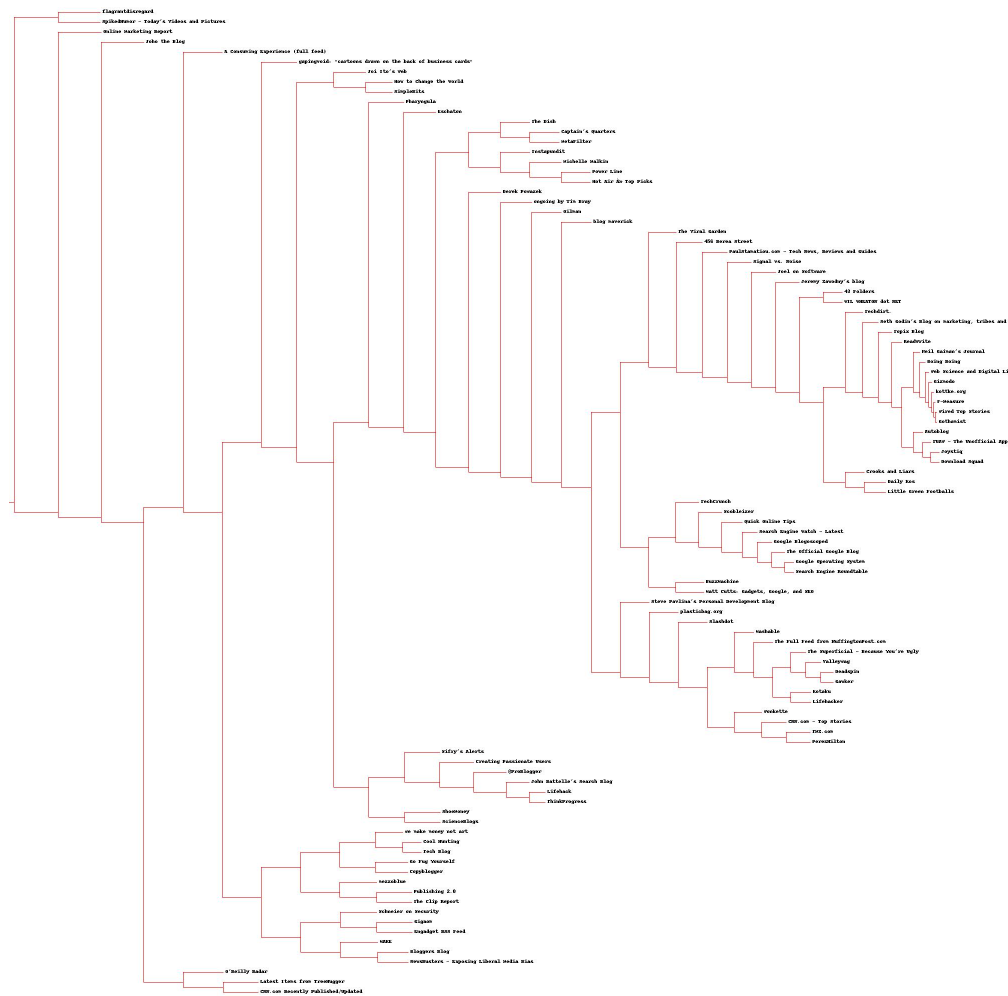 flagrantdisregard
SpikedHumor - Today's Videos and Pictures
Online Marketing Report
Joho the Blog
A Consuming Experience (full feed)
gapingvoid: "cartoons drawn on the back of business cards"
Joi Ito's Web
How to Change the World
SimpleBits
Pharyngula
Eschaton
The Dish
Captain's Quarters
MetaFilter
Instapundit
Michelle Malkin
Power Line
Hot Air Â» Top Picks
Derek Powazek
ongoing by Tim Bray
Oilman
blog maverick
The Viral Garden
456 Berea Street
PaulStamatiou.com - Tech News, Reviews and Guides
Signal vs. Noise
Joel on Software
Jeremy Zawodny's blog
43 Folders
WIL WHEATON dot NET
Techdirt.
Seth Godin's Blog on marketing, tribes and
Topix Blog
ReadWrite
Neil Gaiman's Journal
Boing Boing
Web Science and Digital Li
Gizmodo
kottke.org
F-Measure
Wired Top Stories
Gothamist
Autoblog
TUAW - The Unofficial App
Joystiq
Download Squad
Crooks and Liars
Daily Kos
Little Green Footballs
TechCrunch
Scobleizer
Quick Online Tips
Search Engine Watch - Latest
Google Blogoscoped
The Official Google Blog
Google Operating System
Search Engine Roundtable
BuzzMachine
Matt Cutts: Gadgets, Google, and SEO
Steve Pavlina's Personal Development Blog
plasticbag.org
Slashdot
Mashable
The Full Feed from HuffingtonPost.com
The Superficial - Because You're Ugly
Valleywag
Deadspin
Gawker
Kotaku
Lifehacker
Wonkette
CNN.com - Top Stories
TMZ.com
PerezHilton
Sifry's Alerts
Creating Passionate Users
@ProBlogger
John Battelle's Search Blog
Lifehack
ThinkProgress
ShoeMoney
ScienceBlogs
we make money not art
Cool Hunting
Tech Blog
Go Fug Yourself
Copyblogger
mezzoblue
Publishing 2.0
The Clip Report
Schneier on Security
Gigaom
Engadget RSS Feed
MAKE
Bloggers Blog
NewsBusters - Exposing Liberal Media Bias
O'Reilly Radar
Latest Items from TreeHugger
CNN.com Recently Published/Updated